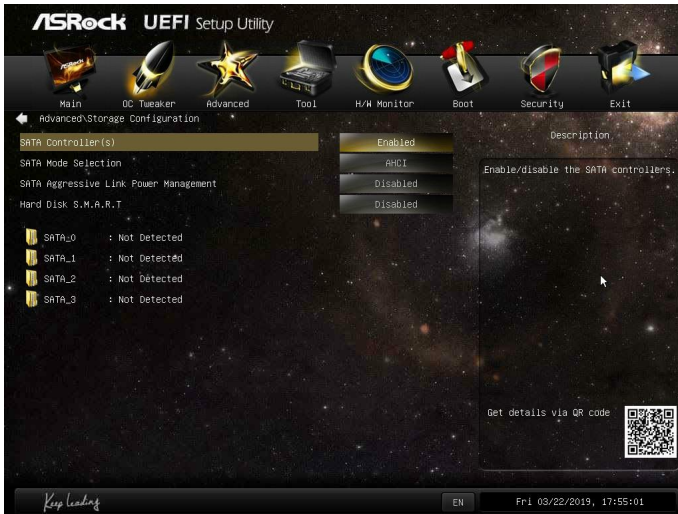 ASRock UEFI Setup Utility
Main OC Tweaker Advanced Tool H/W Monitor Boot Security Exit
Advanced\Storage Configuration
Description
SATA Controller(s) Enabled
SATA Mode Selection AHCI
Enable/disable the SATA controllers.
SATA Aggressive Link Power Management Disabled
Hard Disk S.M.A.R.T Disabled
SATA_0 : Not Detected
SATA_1 : Not Detected
SATA_2 : Not Detected
SATA_3 : Not Detected
Get details via QR code
Keep Leading
EN
Fri 03/22/2019, 17:55:01